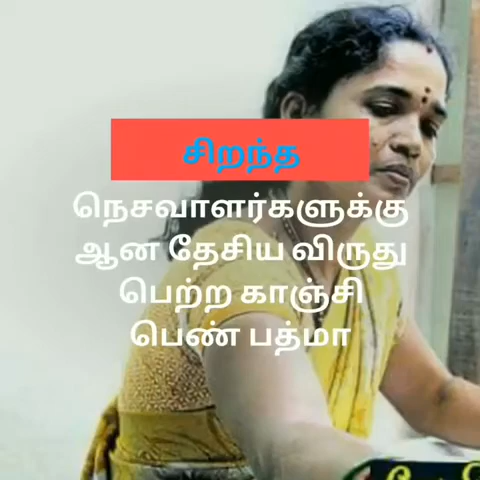 சிறந்த
நெசவாளர்களுக்கு
ஆன தேசிய விருது
பெற்ற காஞ்சி
பெண் பத்மா